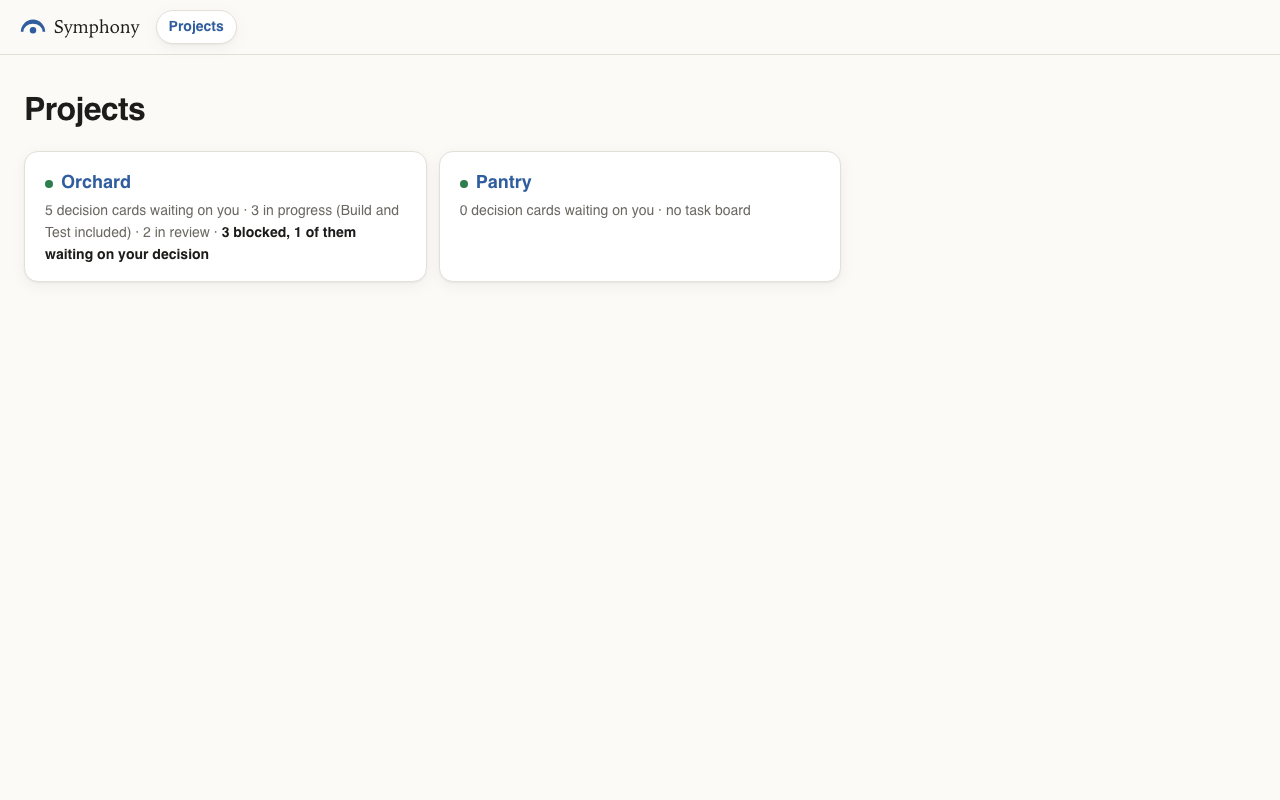 Symphony
Projects
Projects
Orchard
5 decision cards waiting on you · 3 in progress (Build and
Test included) · 2 in review · 3 blocked, 1 of them
waiting on your decision
Pantry
0 decision cards waiting on you · no task board